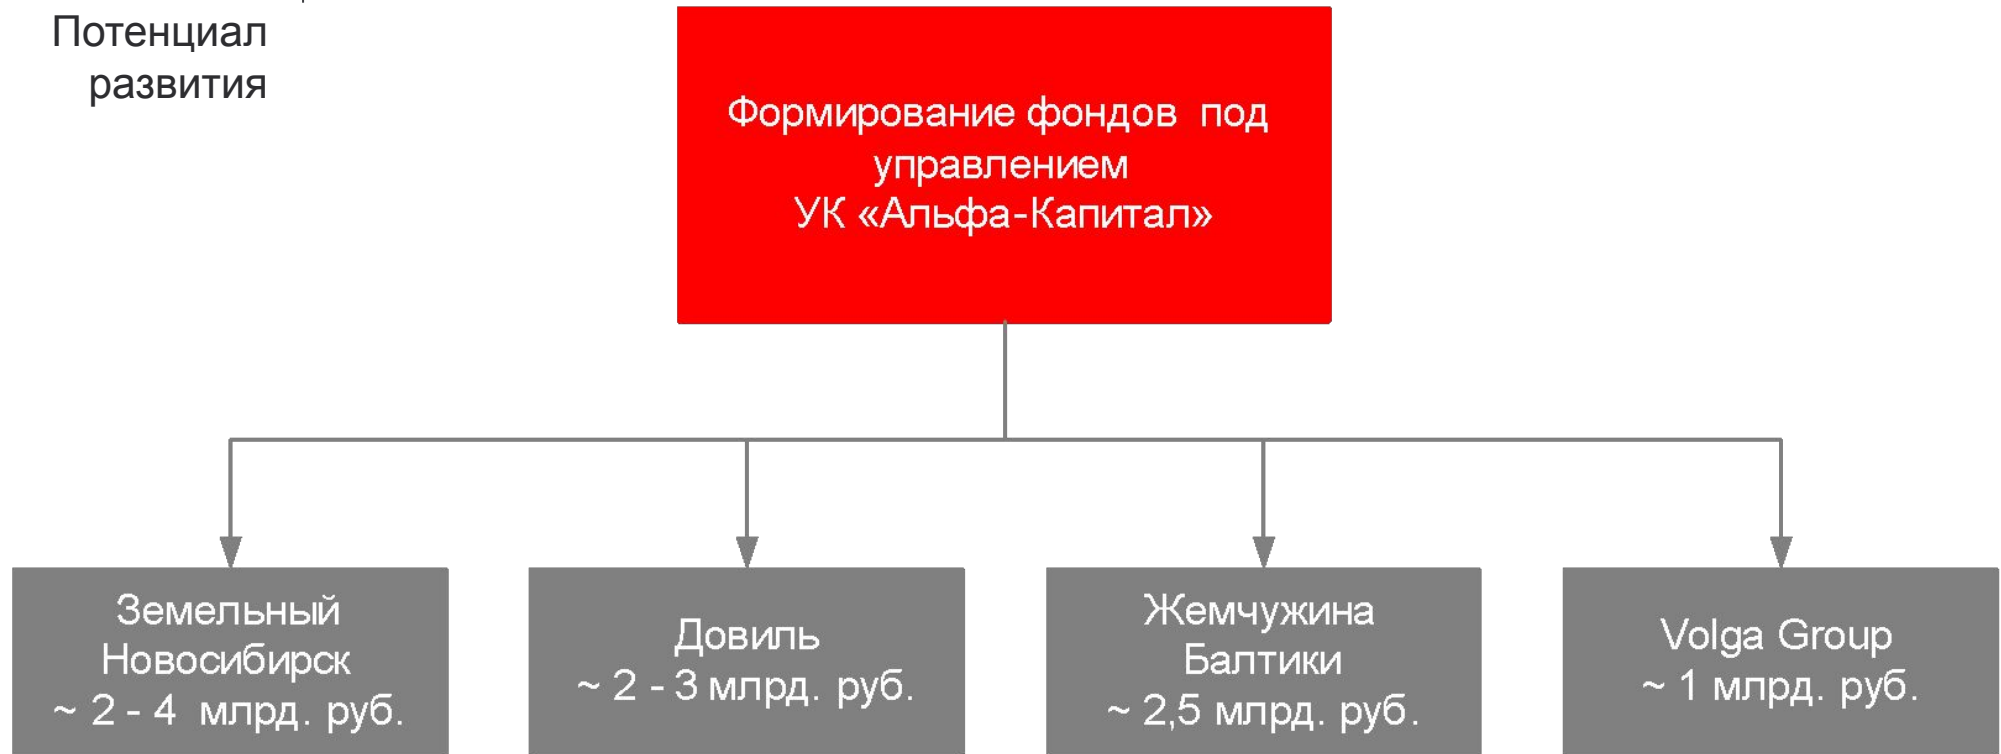 Потенциал
развития
Формирование фондов под
управлением
УК «Альфа-Капитал»
Земельный
Новосибирск
~ 2 - 4 млрд. руб.
Довиль
~ 2 - 3 млрд. руб.
Жемчужина
Балтики
~ 2,5 млрд. руб.
Volga Group
~ 1 млрд. руб.